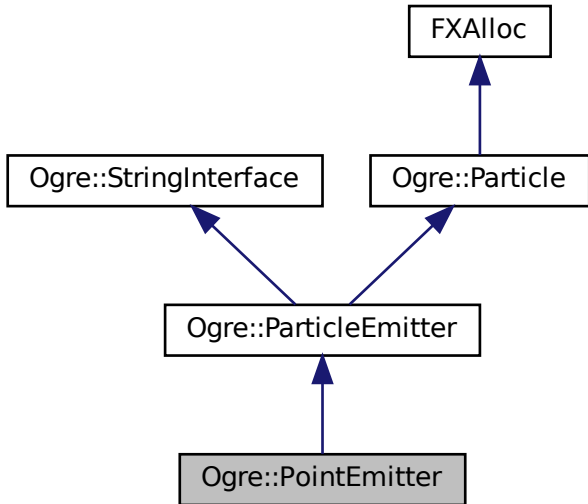 FXAlloc
Ogre::StringInterface
Ogre::Particle
Ogre::ParticleEmitter
Ogre::PointEmitter